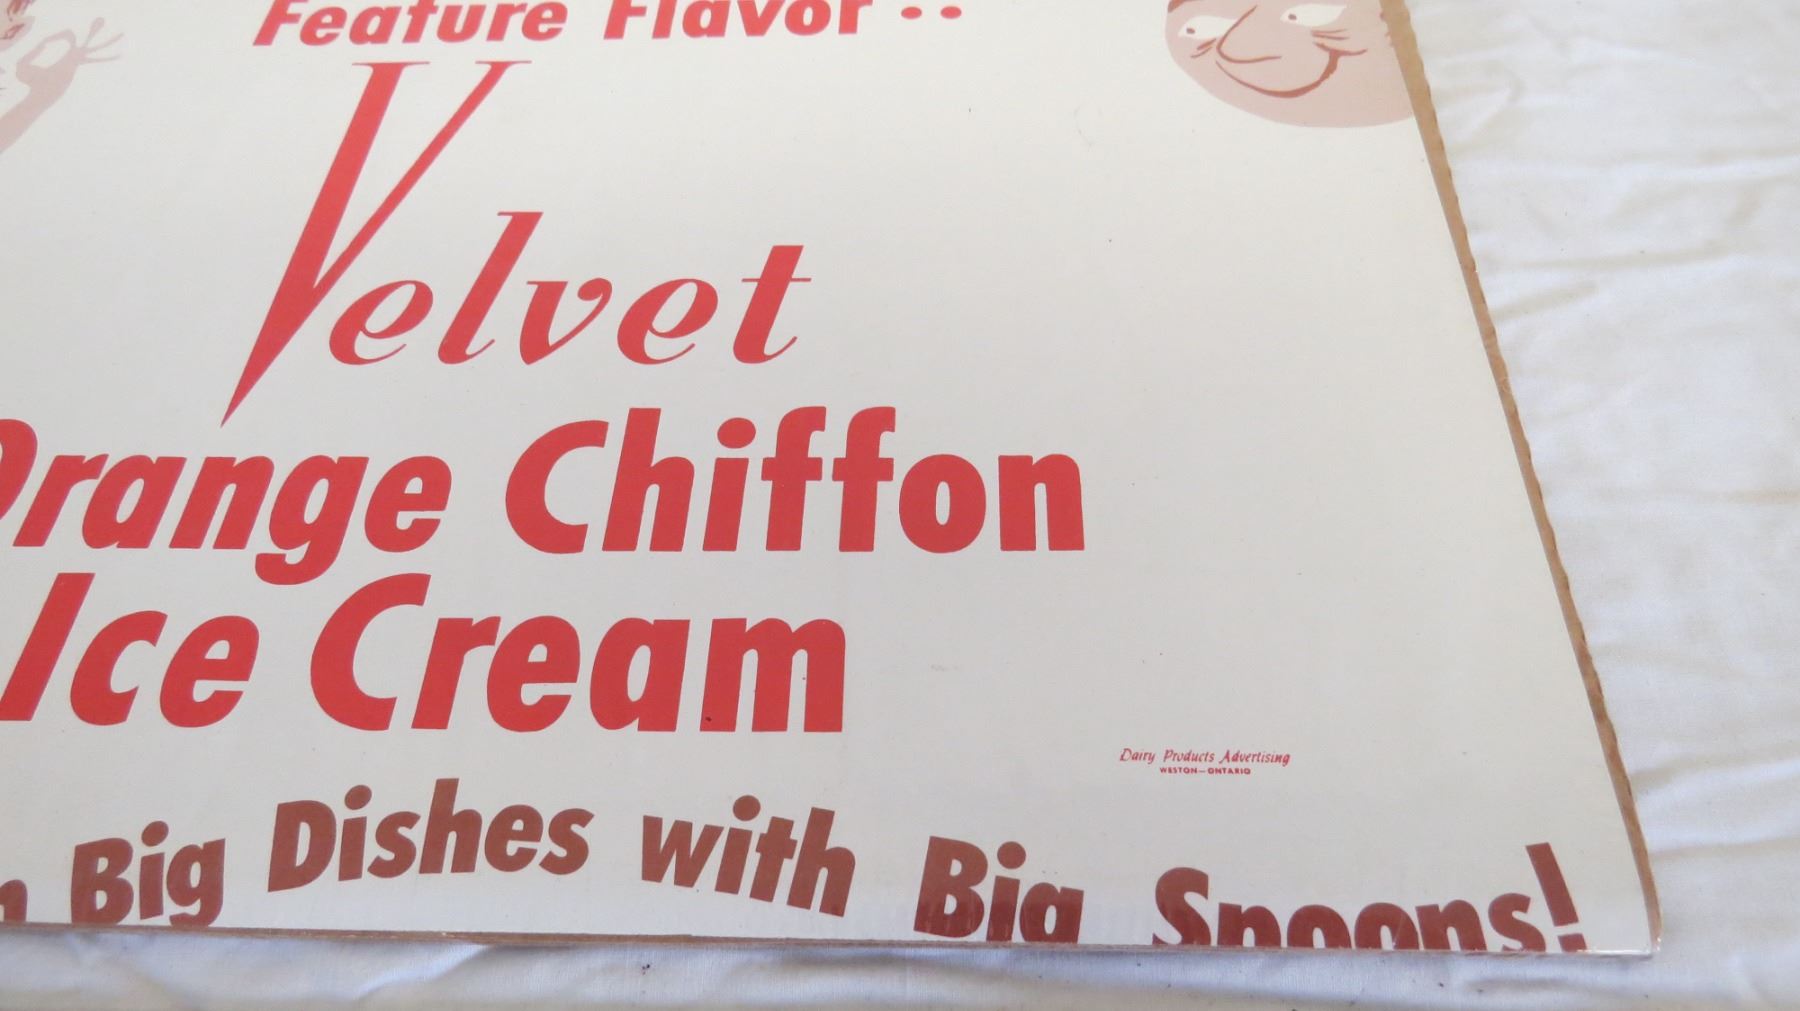 Feature Flavor..
Velvet
Orange Chiffon
Ice Cream
Dairy Products Advertising
WESTON—ONTARIO
Big Dishes with Big Spoons!